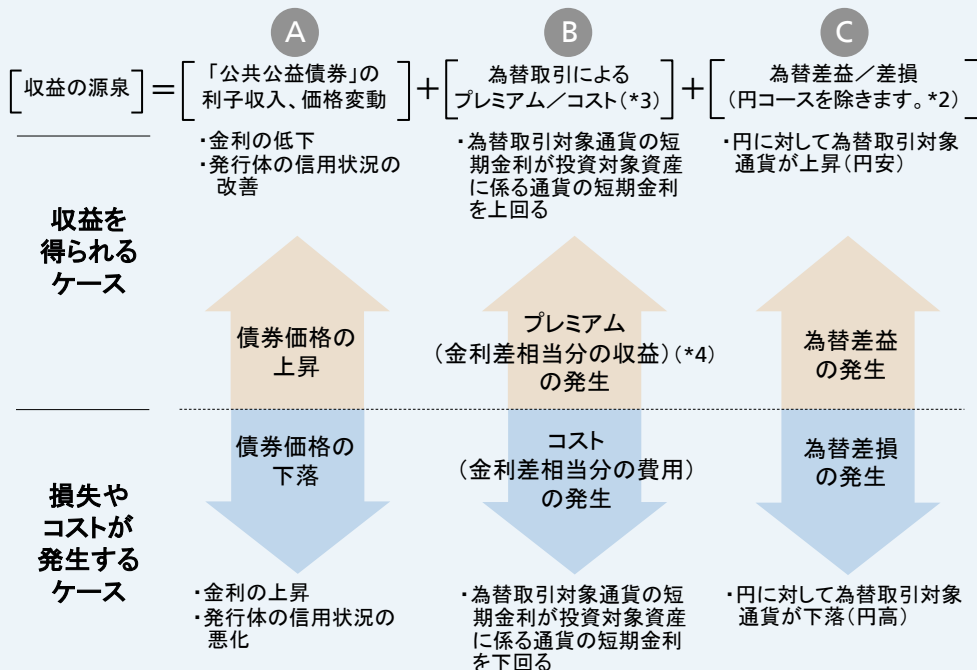 A
B
C
[収益の源泉]=[「公共公益債券」の
利子収入、価格変動]+[為替取引による
プレミアム／コスト(*3)]+[為替差益／差損
(円コースを除きます。*2)]
・金利の低下
・発行体の信用状況の
改善
・為替取引対象通貨の短
期金利が投資対象資産
に係る通貨の短期金利
を上回る
・円に対して為替取引対象
通貨が上昇(円安)
収益を
得られる
ケース
債券価格の
上昇
プレミアム
(金利差相当分の収益)(*4)
の発生
為替差益
の発生
債券価格の
下落
コスト
(金利差相当分の費用)
の発生
為替差損
の発生
損失や
コストが
発生する
ケース
・金利の上昇
・発行体の信用状況の
悪化
・為替取引対象通貨の短
期金利が投資対象資産
に係る通貨の短期金利
を下回る
・円に対して為替取引対象
通貨が下落(円高)